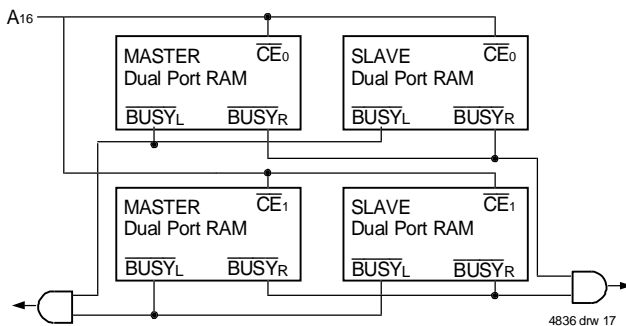 A16
MASTER CE0
Dual Port RAM
BUSYL BUSYR
SLAVE CE0
Dual Port RAM
BUSYL BUSYR
MASTER CE1
Dual Port RAM
BUSYL BUSYR
SLAVE CE1
Dual Port RAM
BUSYL BUSYR
4836 drw 17